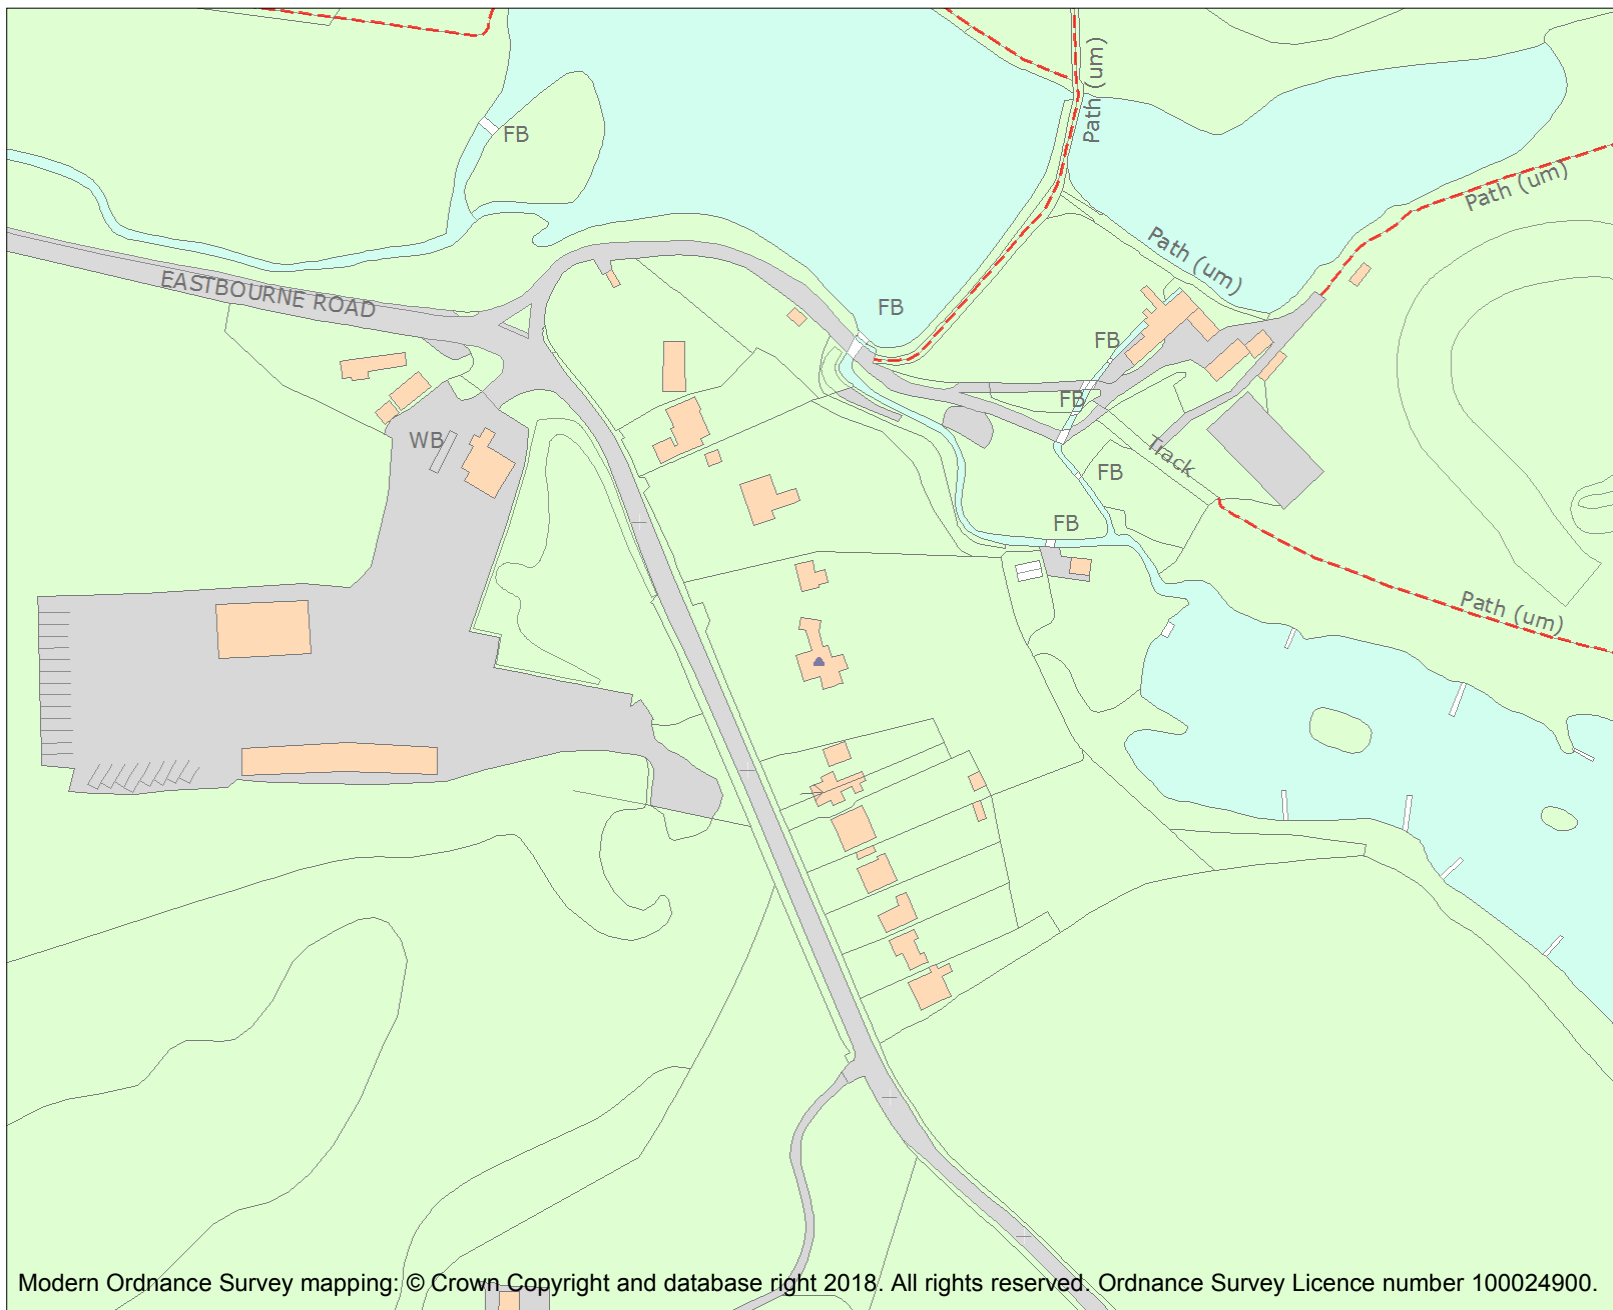 Path (um)
FB
Path (um)
Path (um)
EASTBOURNE ROAD
FB
FB
FB
WB
Track
FB
FB
Path (um)
Modern Ordnance Survey mapping: © Crown Copyright and database right 2018. All rights reserved. Ordnance Survey Licence number 100024900.